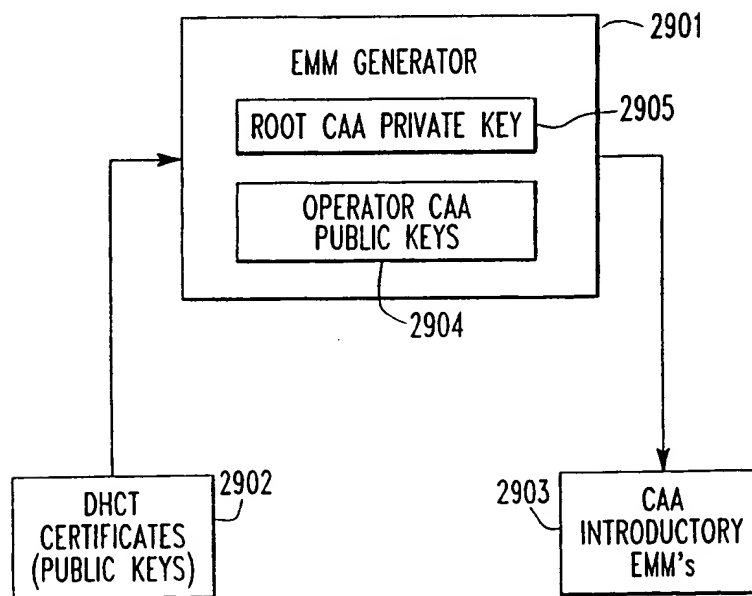 2901
EMM GENERATOR
ROOT CAA PRIVATE KEY
2905
OPERATOR CAA
PUBLIC KEYS
2904
DHCT
CERTIFICATES
(PUBLIC KEYS)
2902
2903
CAA
INTRODUCTORY
EMM's